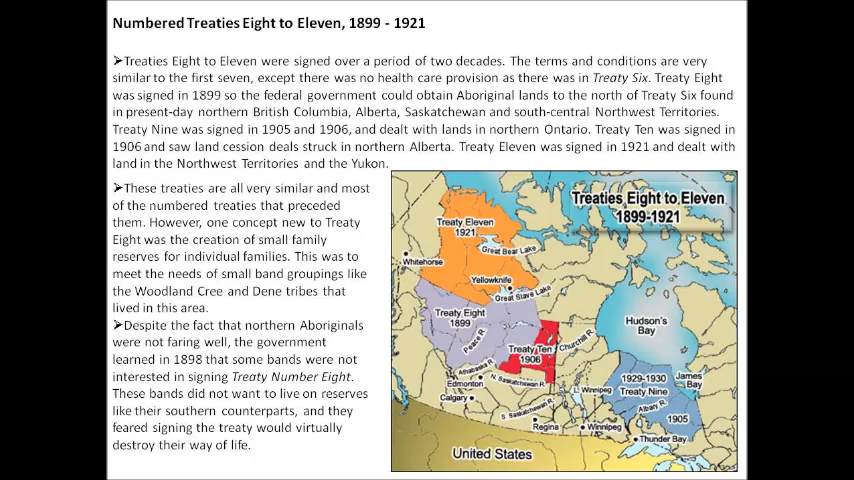 Numbered Treaties Eight to Eleven, 1899 - 1921
➢Treaties Eight to Eleven were signed over a period of two decades. The terms and conditions are very
similar to the first seven, except there was no health care provision as there was in Treaty Six. Treaty Eight
was signed in 1899 so the federal government could obtain Aboriginal lands to the north of Treaty Six found
in present-day northern British Columbia, Alberta, Saskatchewan and south-central Northwest Territories.
Treaty Nine was signed in 1905 and 1906, and dealt with lands in northern Ontario. Treaty Ten was signed in
1906 and saw land cession deals struck in northern Alberta. Treaty Eleven was signed in 1921 and dealt with
land in the Northwest Territories and the Yukon.
➢These treaties are all very similar and most
of the numbered treaties that preceded
them. However, one concept new to Treaty
Eight was the creation of small family
reserves for individual families. This was to
meet the needs of small band groupings like
the Woodland Cree and Dene tribes that
lived in this area.
➢Despite the fact that northern Aboriginals
were not faring well, the government
learned in 1898 that some bands were not
interested in signing Treaty Number Eight.
These bands did not want to live on reserves
like their southern counterparts, and they
feared signing the treaty would virtually
destroy their way of life.
Treaties Eight to Eleven
1899-1921
Treaty Eleven
1921
Great Bear Lake
Whitehorse
Yellowknife
Great Slave Lake
Treaty Eight
1899
Peace R.
Hudson's
Bay
Treaty Ten
1906
Churchill R.
Athabaska R.
Edmonton
N. Saskatchewan R.
Calgary
S. Saskatchewan R.
L. Winnipeg
1929-1930
Treaty Nine
James
Bay
Albany R.
1905
Regina
Winnipeg
Thunder Bay
United States